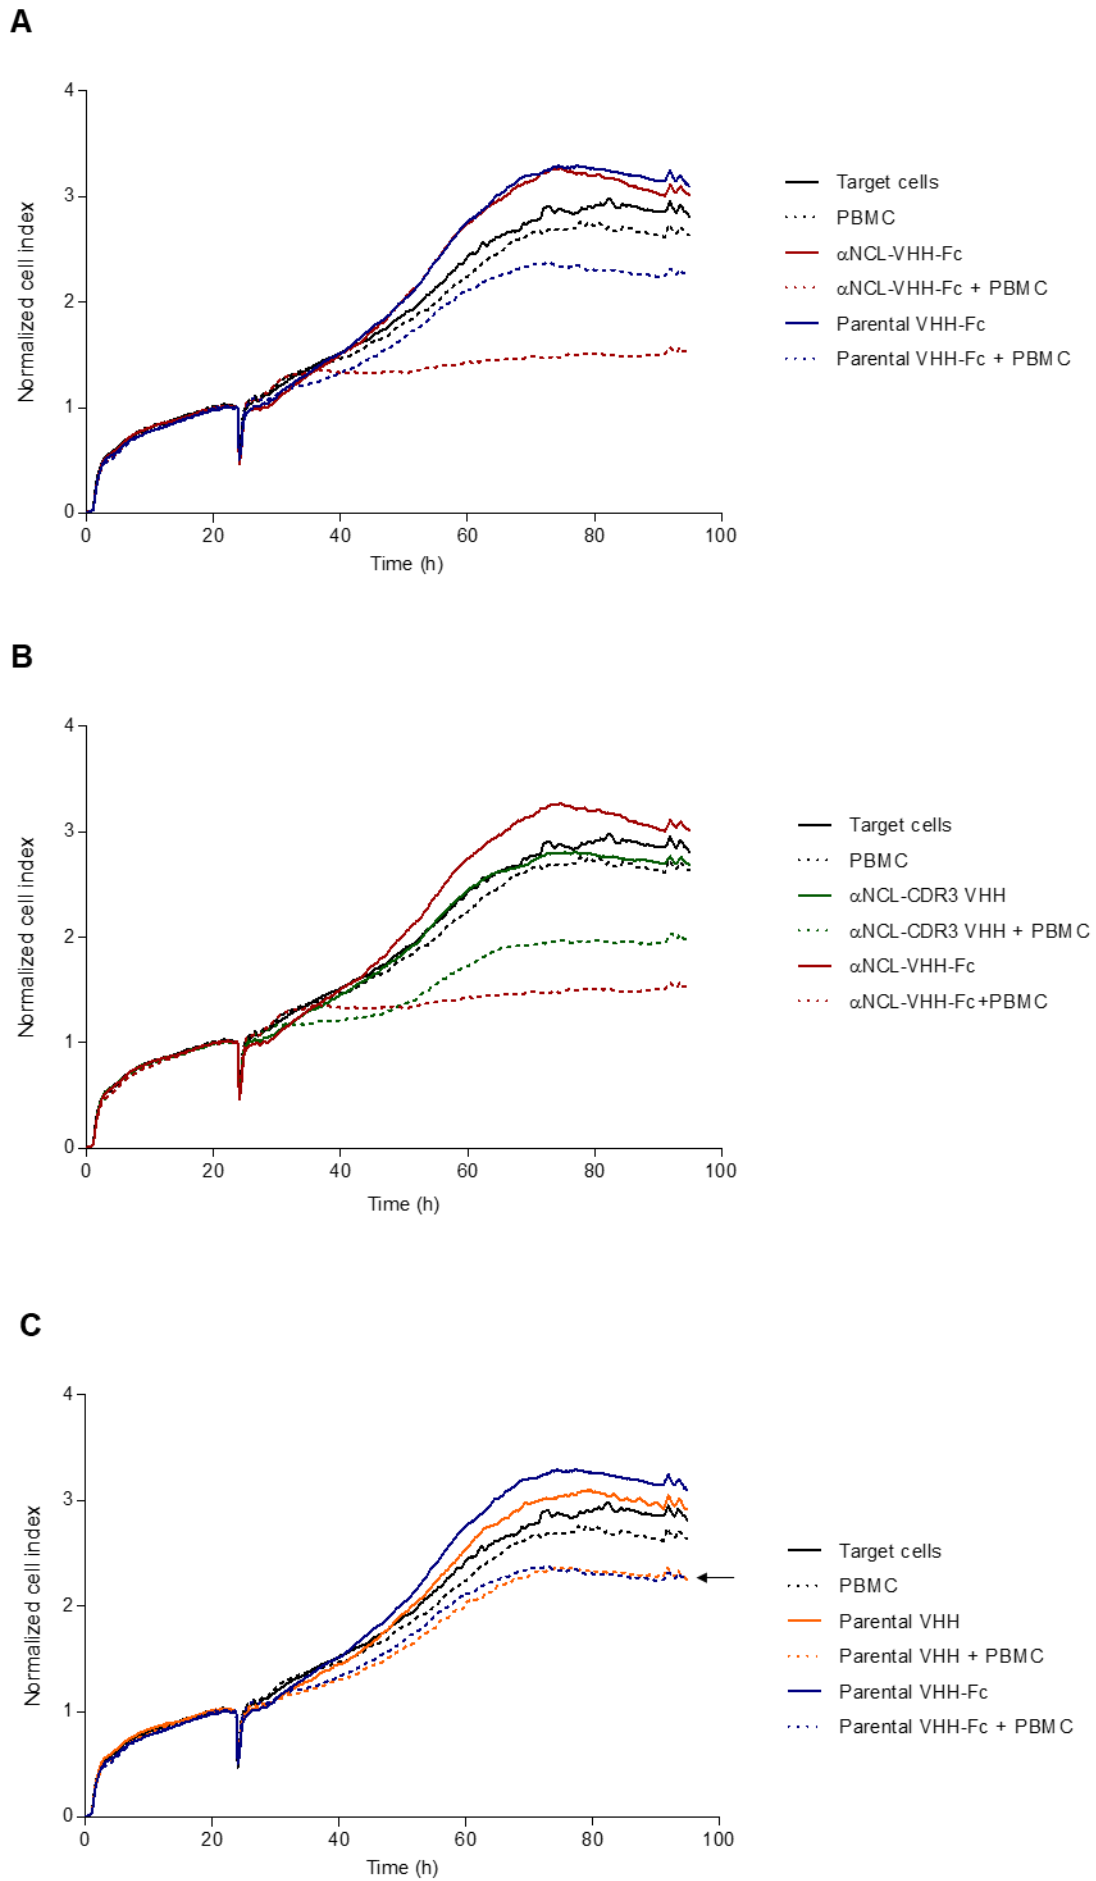 A
Normalized cell index
4
3
2
1
0
0 20 40 60 80 100
Time (h)
Target cells
PBMC
αNCL-VHH-Fc
αNCL-VHH-Fc + PBMC
Parental VHH-Fc
Parental VHH-Fc + PBMC
B
Normalized cell index
4
3
2
1
0
0 20 40 60 80 100
Time (h)
Target cells
PBMC
αNCL-CDR3 VHH
αNCL-CDR3 VHH + PBMC
αNCL-VHH-Fc
αNCL-VHH-Fc+PBMC
C
Normalized cell index
4
3
2
1
0
0 20 40 60 80 100
Time (h)
Target cells
PBMC
Parental VHH
Parental VHH + PBMC
Parental VHH-Fc
Parental VHH-Fc + PBMC